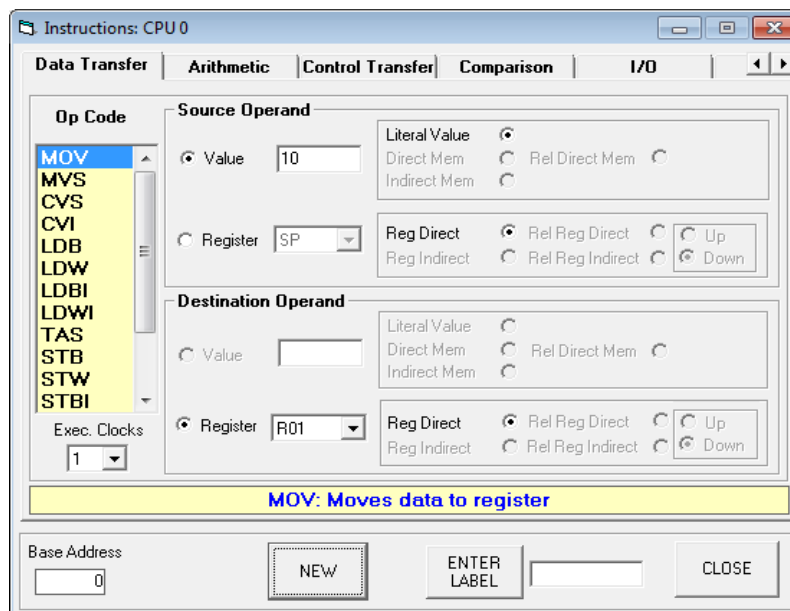 Instructions: CPU 0
Data Transfer Arithmetic Control Transfer Comparison I/O
Op Code
MOV
MVS
CVS
CVI
LDB
LDW
LDBI
LDWI
TAS
STB
STW
STBI
Exec. Clocks
1
Source Operand
Value 10
Literal Value
Direct Mem Rel Direct Mem
Indirect Mem
Register SP
Reg Direct Rel Reg Direct Up
Reg Indirect Rel Reg Indirect Down
Destination Operand
Value
Literal Value
Direct Mem Rel Direct Mem
Indirect Mem
Register R01
Reg Direct Rel Reg Direct Up
Reg Indirect Rel Reg Indirect Down
MOV: Moves data to register
Base Address
0
NEW
ENTER
LABEL
CLOSE